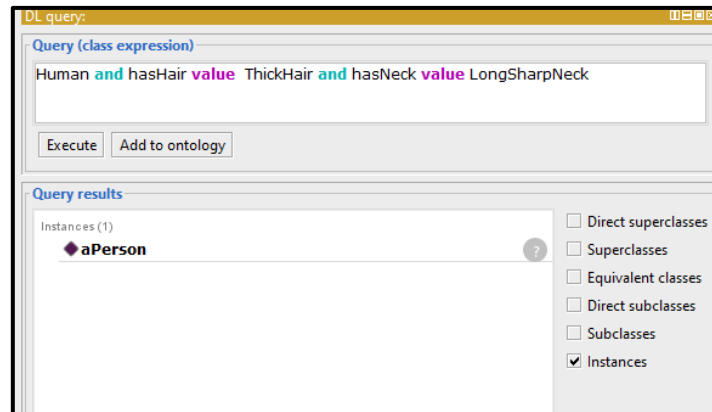 DL query:
Query (class expression)
Human and hasHair value ThickHair and hasNeck value LongSharpNeck
Execute Add to ontology
Query results
Instances (1)
aPerson
?
Direct superclasses
Superclasses
Equivalent classes
Direct subclasses
Subclasses
Instances